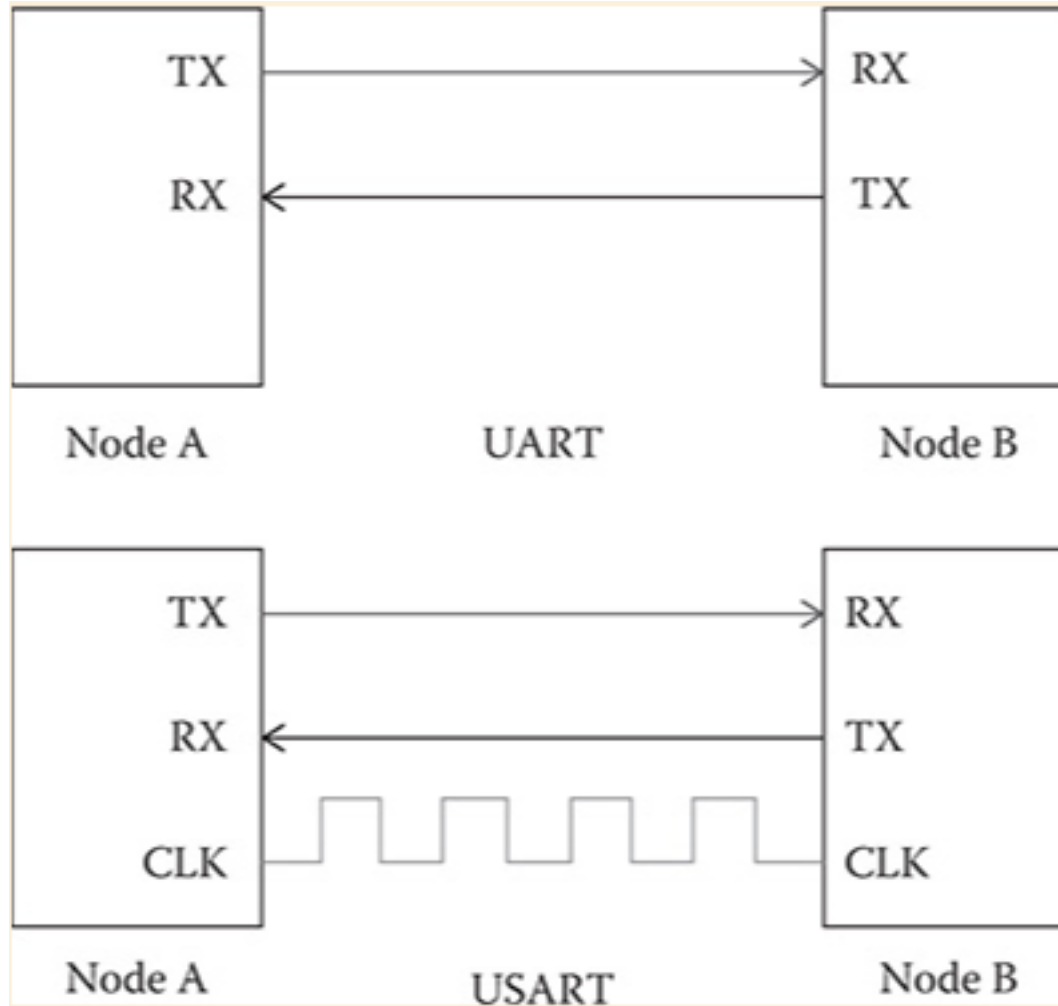 TX RX
RX TX
Node A UART Node B
TX RX
RX TX
CLK CLK
Node A USART Node B